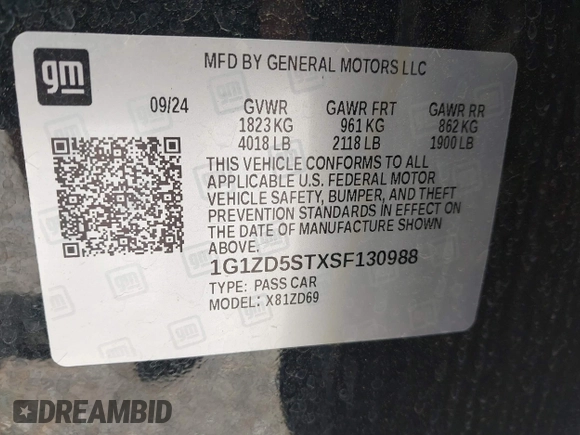 gm
MFD BY GENERAL MOTORS LLC
09/24 GVWR GAWR FRT GAWR RR
1823 KG 961 KG 862 KG
4018 LB 2118 LB 1900 LB
THIS VEHICLE CONFORMS TO ALL
APPLICABLE U.S. FEDERAL MOTOR
VEHICLE SAFETY, BUMPER, AND THEFT
PREVENTION STANDARDS IN EFFECT ON
THE DATE OF MANUFACTURE SHOWN
ABOVE.
1G1ZD5STXSF130988
TYPE: PASS CAR
MODEL: X81ZD69
DREAMBID